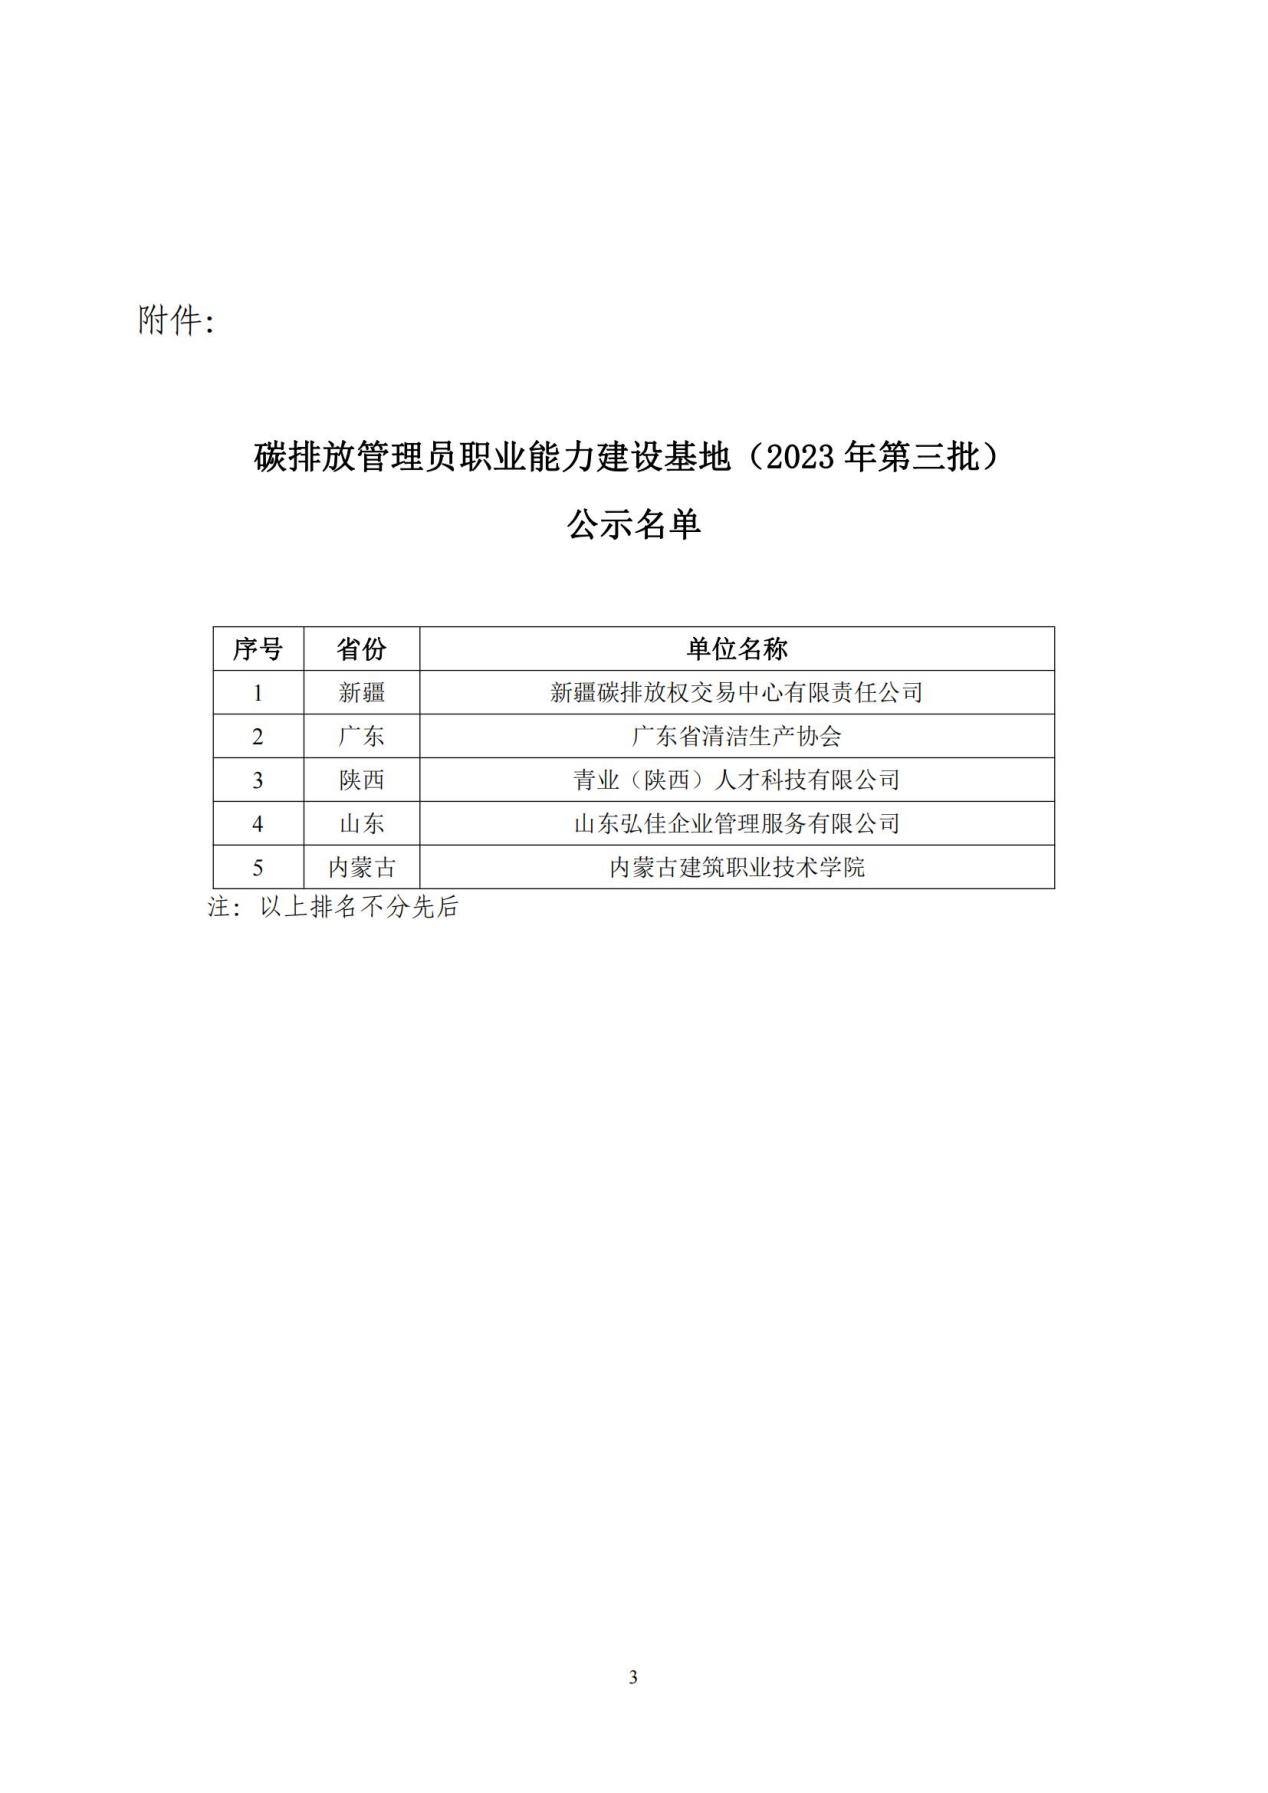 附件：
碳排放管理员职业能力建设基地（2023 年第三批）
公示名单
序号 省份 单位名称
1 新疆 新疆碳排放权交易中心有限责任公司
2 广东 广东省清洁生产协会
3 陕西 青业（陕西）人才科技有限公司
4 山东 山东弘佳企业管理服务有限公司
5 内蒙古 内蒙古建筑职业技术学院
注：以上排名不分先后
3